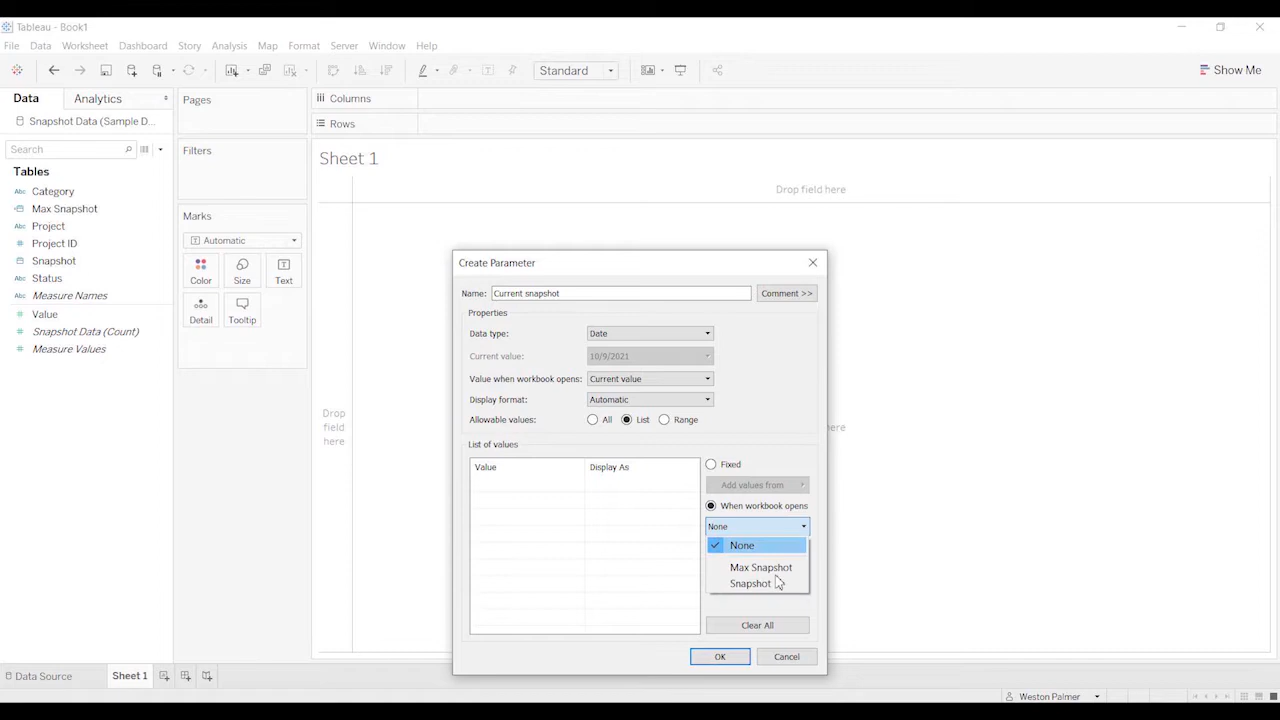 Tableau - Book1
File Data Worksheet Dashboard Story Analysis Map Format Server Window Help
Standard
Show Me
Data Analytics
Snapshot Data (Sample D...
Search
Tables
Abc Category
Max Snapshot
Abc Project
# Project ID
Snapshot
Abc Status
Abc Measure Names
# Value
# Snapshot Data (Count)
# Measure Values
Pages
Filters
Marks
Automatic
Color Size Text
Detail Tooltip
Columns
Rows
Sheet 1
Drop field here
Drop
field
here
here
Create Parameter
Name: Current snapshot Comment >>
Properties
Data type: Date
Current value: 10/9/2021
Value when workbook opens: Current value
Display format: Automatic
Allowable values: All List Range
List of values
Value Display As
Fixed
Add values from
When workbook opens
None
None
Max Snapshot
Snapshot
Clear All
OK Cancel
Data Source Sheet 1
Weston Palmer